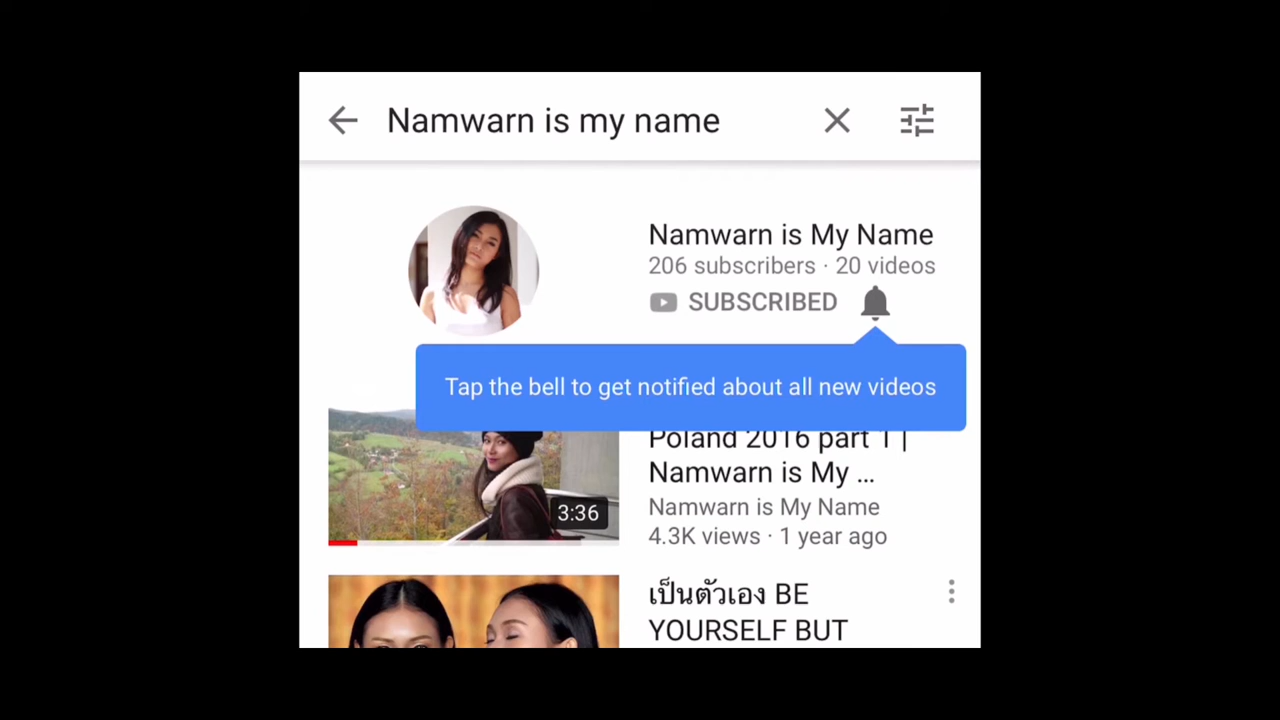 Namwarn is my name
Namwarn is My Name
206 subscribers · 20 videos
SUBSCRIBED
Tap the bell to get notified about all new videos
Poland 2016 part 1 |
Namwarn is My ...
3:36
Namwarn is My Name
4.3K views · 1 year ago
เป็นตัวเอง BE
YOURSELF BUT